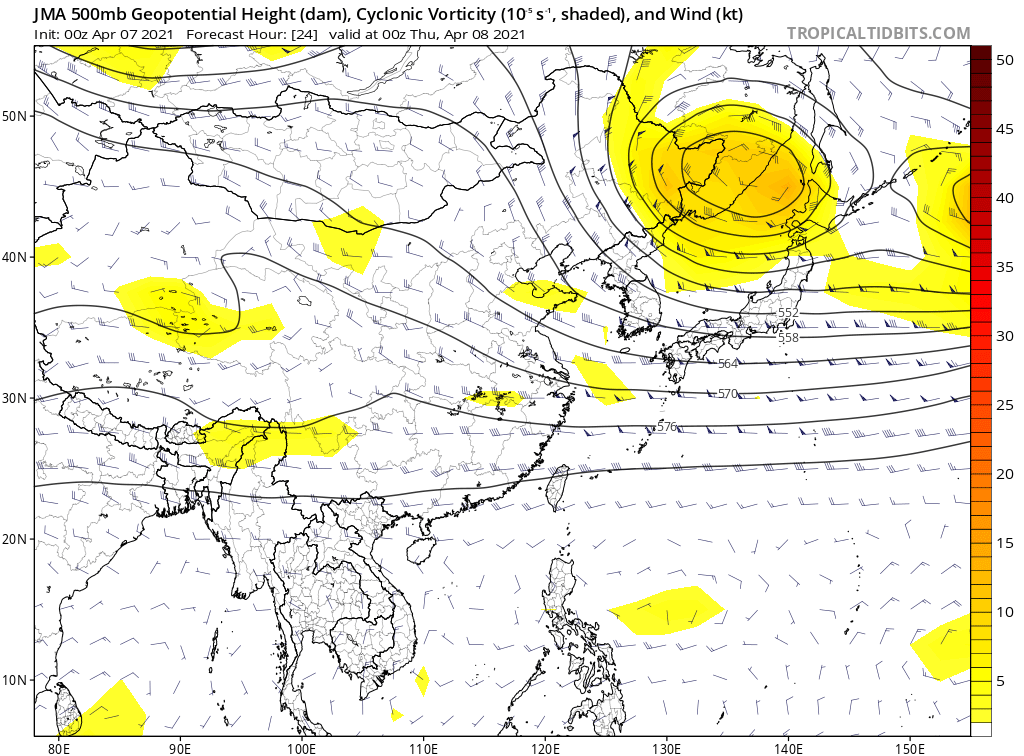 JMA 500mb Geopotential Height (dam), Cyclonic Vorticity (10⁻⁵ s⁻¹, shaded), and Wind (kt)
Init: 00z Apr 07 2021 Forecast Hour: [24] valid at 00z Thu, Apr 08 2021 TROPICALTIDBITS.COM
50
50N
45
40
40N
35
552
558
30
564
570
30N
25
576
20
20N
15
10
10N
5
80E 90E 100E 110E 120E 130E 140E 150E